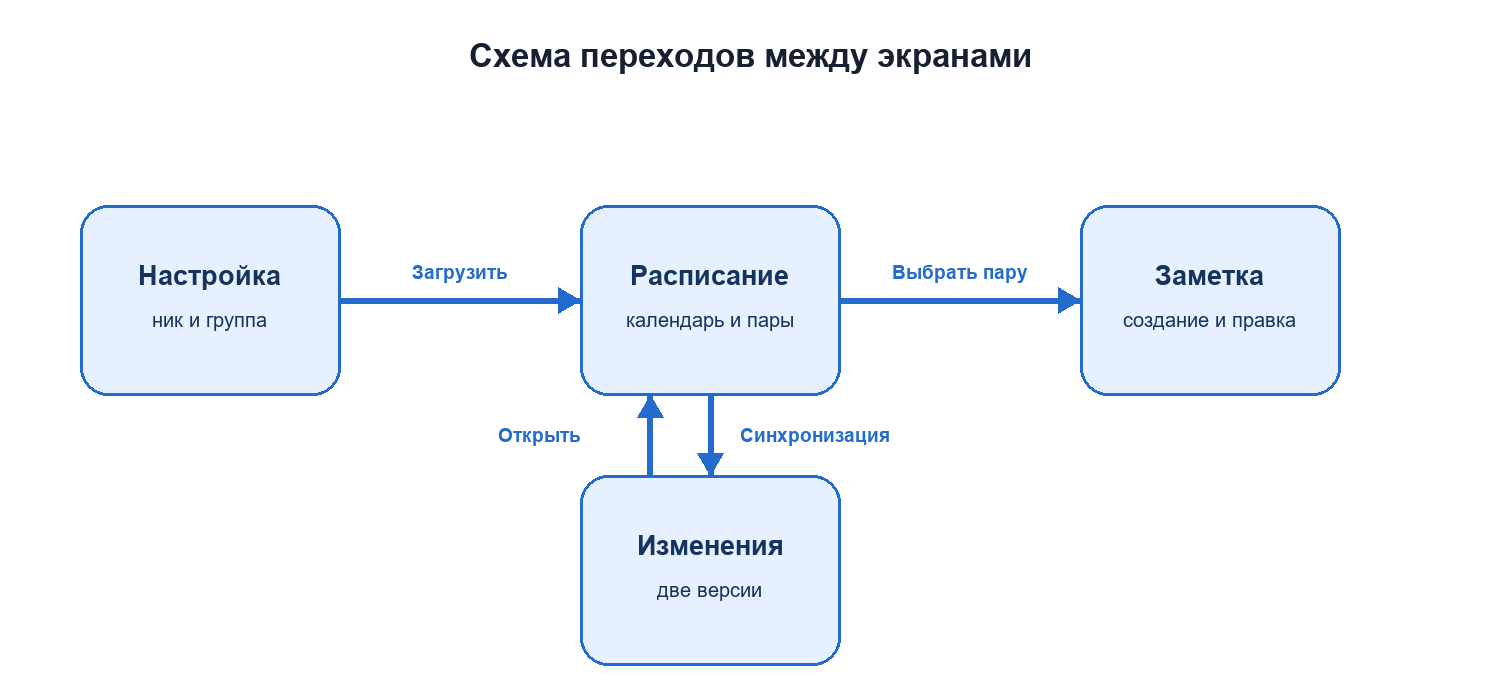 Схема переходов между экранами
Настройка
ник и группа
Загрузить
Расписание
календарь и пары
Выбрать пару
Заметка
создание и правка
Открыть
Синхронизация
Изменения
две версии